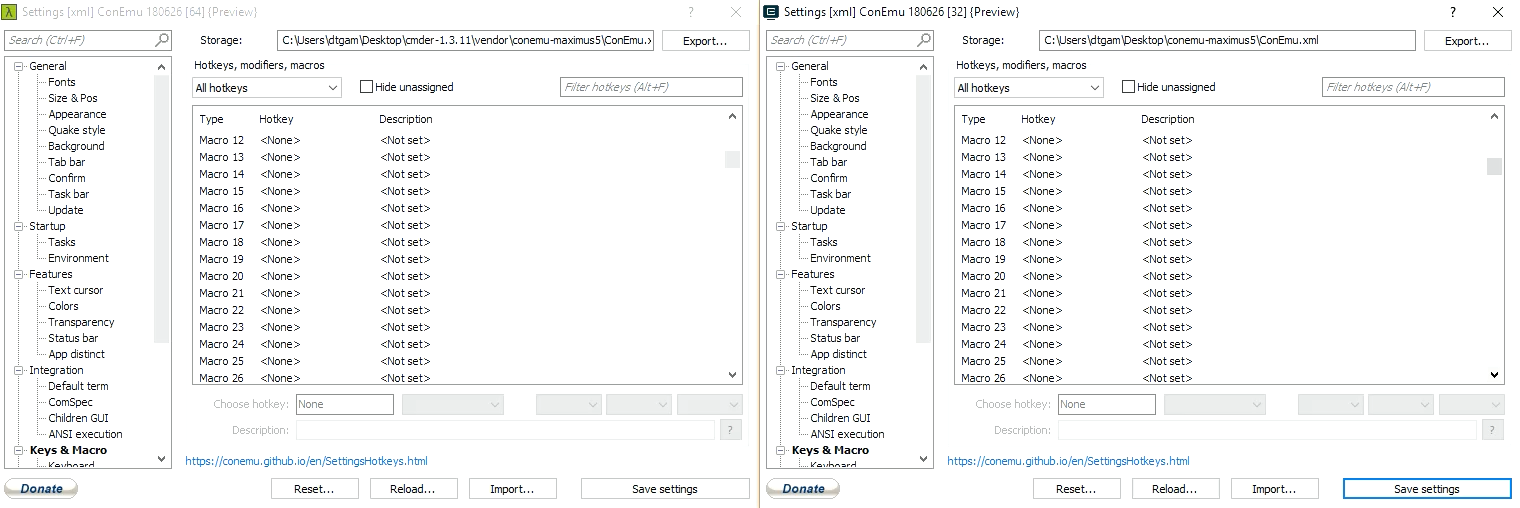 Settings [xml] ConEmu 180626 [64] {Preview}
Search (Ctrl+F)
Storage:
C:\Users\dtgam\Desktop\cmder-1.3.11\vendor\conemu-maximus5\ConEmu.x
Export...
General
Fonts
Size & Pos
Appearance
Quake style
Background
Tab bar
Confirm
Task bar
Update
Startup
Tasks
Environment
Features
Text cursor
Colors
Transparency
Status bar
App distinct
Integration
Default term
ComSpec
Children GUI
ANSI execution
Keys & Macro
Keyboard
Hotkeys, modifiers, macros
All hotkeys
Hide unassigned
Filter hotkeys (Alt+F)
Type Hotkey Description
Macro 12 <None> <Not set>
Macro 13 <None> <Not set>
Macro 14 <None> <Not set>
Macro 15 <None> <Not set>
Macro 16 <None> <Not set>
Macro 17 <None> <Not set>
Macro 18 <None> <Not set>
Macro 19 <None> <Not set>
Macro 20 <None> <Not set>
Macro 21 <None> <Not set>
Macro 22 <None> <Not set>
Macro 23 <None> <Not set>
Macro 24 <None> <Not set>
Macro 25 <None> <Not set>
Macro 26 <None> <Not set>
Choose hotkey: None
Description:
?
https://conemu.github.io/en/SettingsHotkeys.html
Donate
Reset...
Reload...
Import...
Save settings
Settings [xml] ConEmu 180626 [32] {Preview}
Search (Ctrl+F)
Storage:
C:\Users\dtgam\Desktop\conemu-maximus5\ConEmu.xml
Export...
General
Fonts
Size & Pos
Appearance
Quake style
Background
Tab bar
Confirm
Task bar
Update
Startup
Tasks
Environment
Features
Text cursor
Colors
Transparency
Status bar
App distinct
Integration
Default term
ComSpec
Children GUI
ANSI execution
Keys & Macro
Keyboard
Hotkeys, modifiers, macros
All hotkeys
Hide unassigned
Filter hotkeys (Alt+F)
Type Hotkey Description
Macro 12 <None> <Not set>
Macro 13 <None> <Not set>
Macro 14 <None> <Not set>
Macro 15 <None> <Not set>
Macro 16 <None> <Not set>
Macro 17 <None> <Not set>
Macro 18 <None> <Not set>
Macro 19 <None> <Not set>
Macro 20 <None> <Not set>
Macro 21 <None> <Not set>
Macro 22 <None> <Not set>
Macro 23 <None> <Not set>
Macro 24 <None> <Not set>
Macro 25 <None> <Not set>
Macro 26 <None> <Not set>
Choose hotkey: None
Description:
?
https://conemu.github.io/en/SettingsHotkeys.html
Donate
Reset...
Reload...
Import...
Save settings